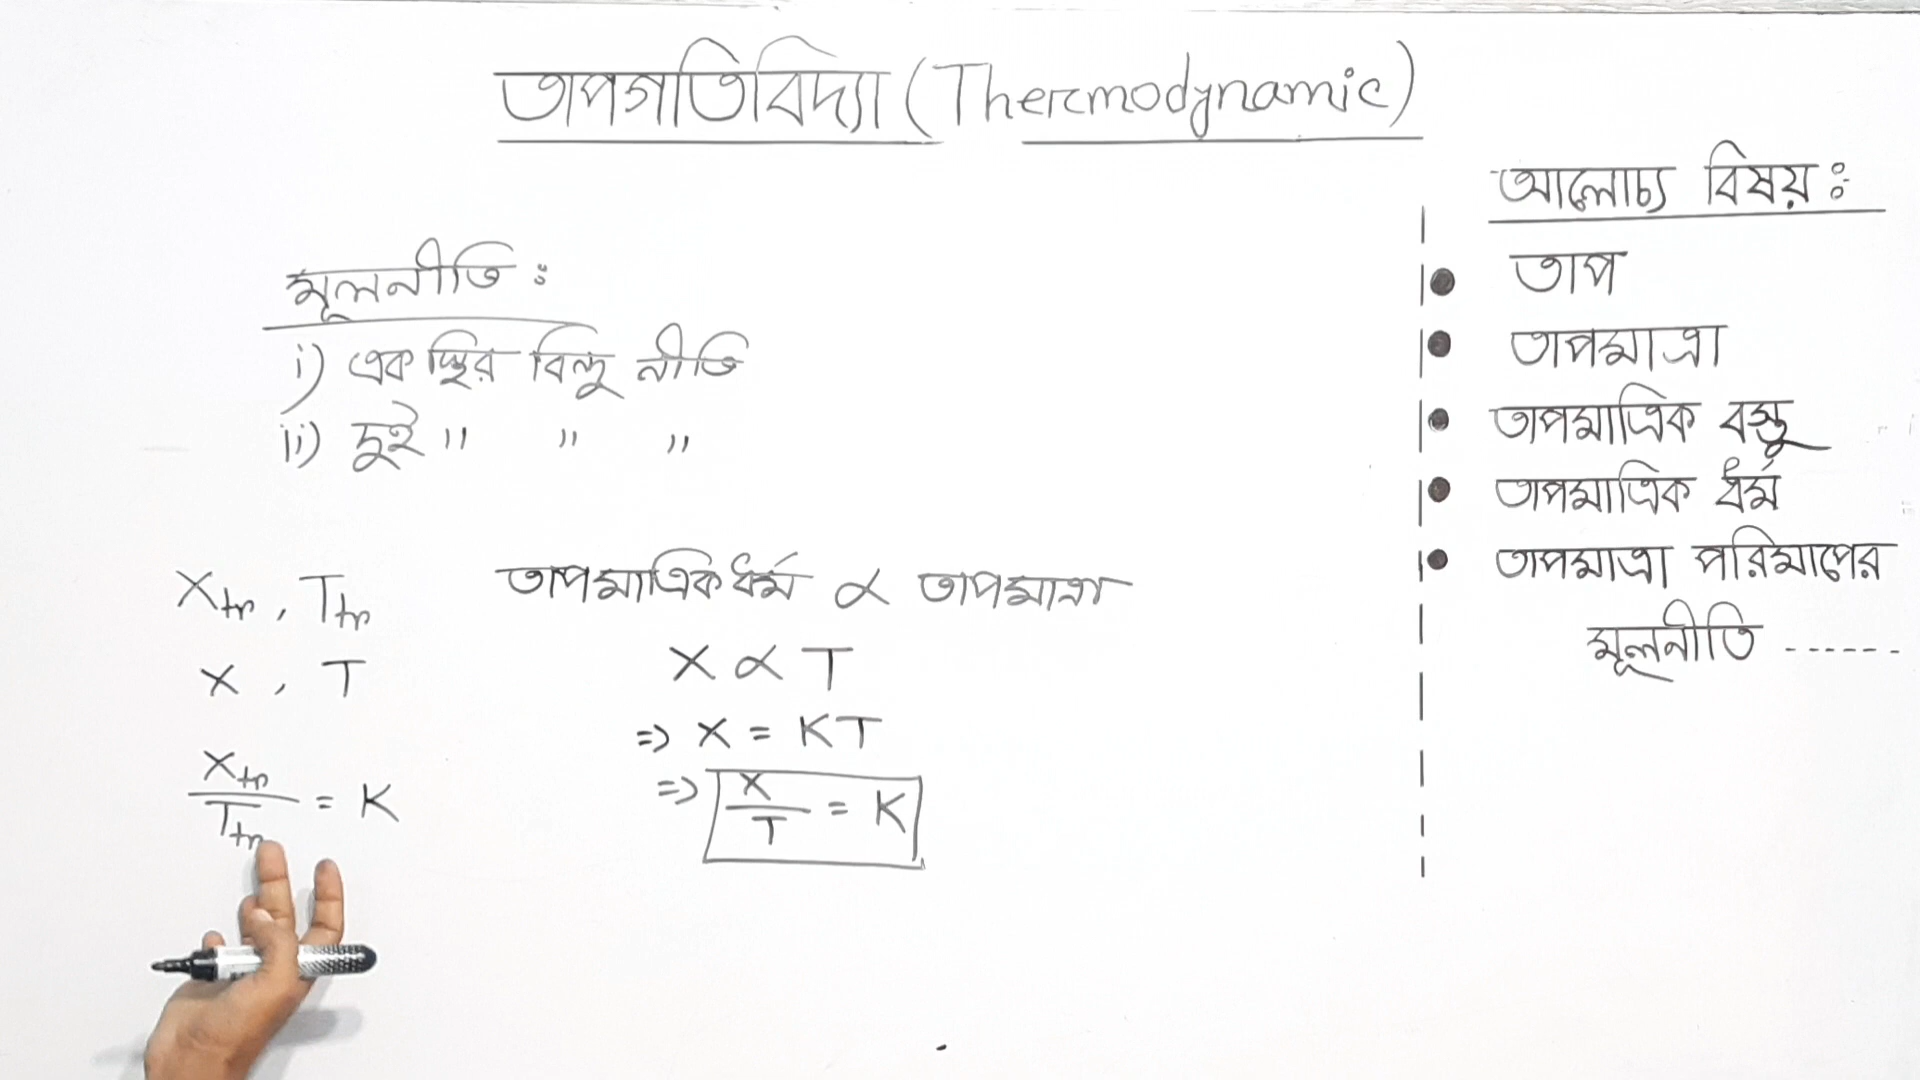 তাপগতিবিদ্যা (Thermodynamic)
মূলনীতি :
i) এক স্থির বিন্দু নীতি
ii) দুই " " "
Xtr , Ttr
X , T
Xtr / Ttr = K
তাপমাত্রিক ধর্ম ∝ তাপমাত্রা
X ∝ T
=> X = KT
=> X / T = K
আলোচ্য বিষয় :
• তাপ
• তাপমাত্রা
• তাপমাত্রিক বস্তু
• তাপমাত্রিক ধর্ম
• তাপমাত্রা পরিমাপের
মূলনীতি ------